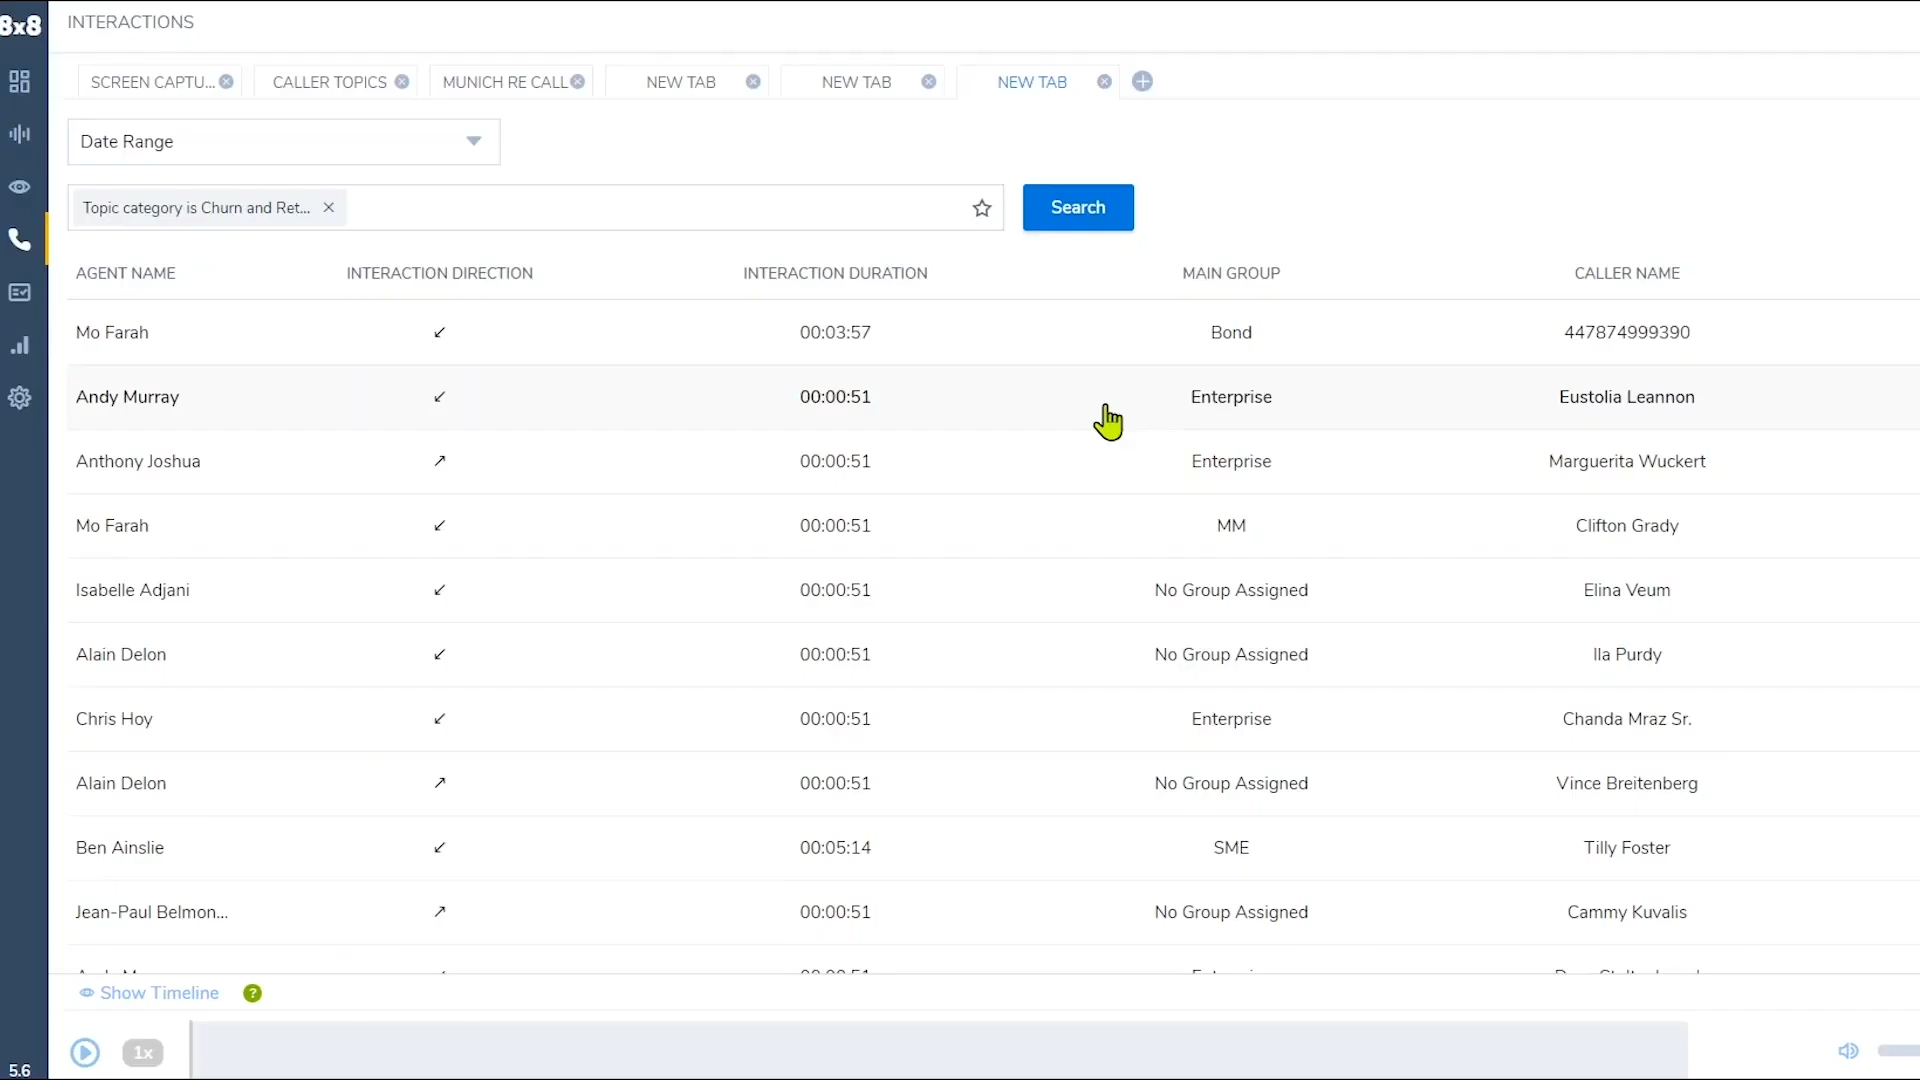 8x8
INTERACTIONS
SCREEN CAPTU... CALLER TOPICS MUNICH RE CALL NEW TAB NEW TAB NEW TAB
Date Range
Topic category is Churn and Ret... Search
AGENT NAME INTERACTION DIRECTION INTERACTION DURATION MAIN GROUP CALLER NAME
Mo Farah 00:03:57 Bond 447874999390
Andy Murray 00:00:51 Enterprise Eustolia Leannon
Anthony Joshua 00:00:51 Enterprise Marguerita Wuckert
Mo Farah 00:00:51 MM Clifton Grady
Isabelle Adjani 00:00:51 No Group Assigned Elina Veum
Alain Delon 00:00:51 No Group Assigned Ila Purdy
Chris Hoy 00:00:51 Enterprise Chanda Mraz Sr.
Alain Delon 00:00:51 No Group Assigned Vince Breitenberg
Ben Ainslie 00:05:14 SME Tilly Foster
Jean-Paul Belmon... 00:00:51 No Group Assigned Cammy Kuvalis
Show Timeline ?
1x
5.6